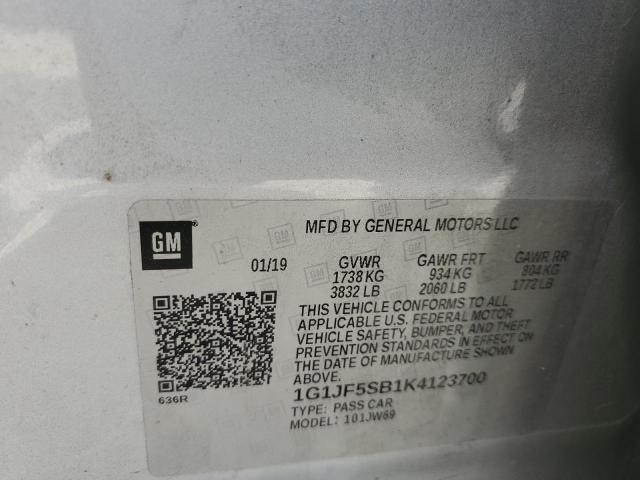 GM
MFD BY GENERAL MOTORS LLC
01/19 GVWR GAWR FRT GAWR RR
1738 KG 934 KG 804 KG
3832 LB 2060 LB 1772 LB
THIS VEHICLE CONFORMS TO ALL
APPLICABLE U.S. FEDERAL MOTOR
VEHICLE SAFETY, BUMPER, AND THEFT
PREVENTION STANDARDS IN EFFECT ON
THE DATE OF MANUFACTURE SHOWN
ABOVE.
1G1JF5SB1K4123700
TYPE: PASS CAR
MODEL: 101JW69
636R